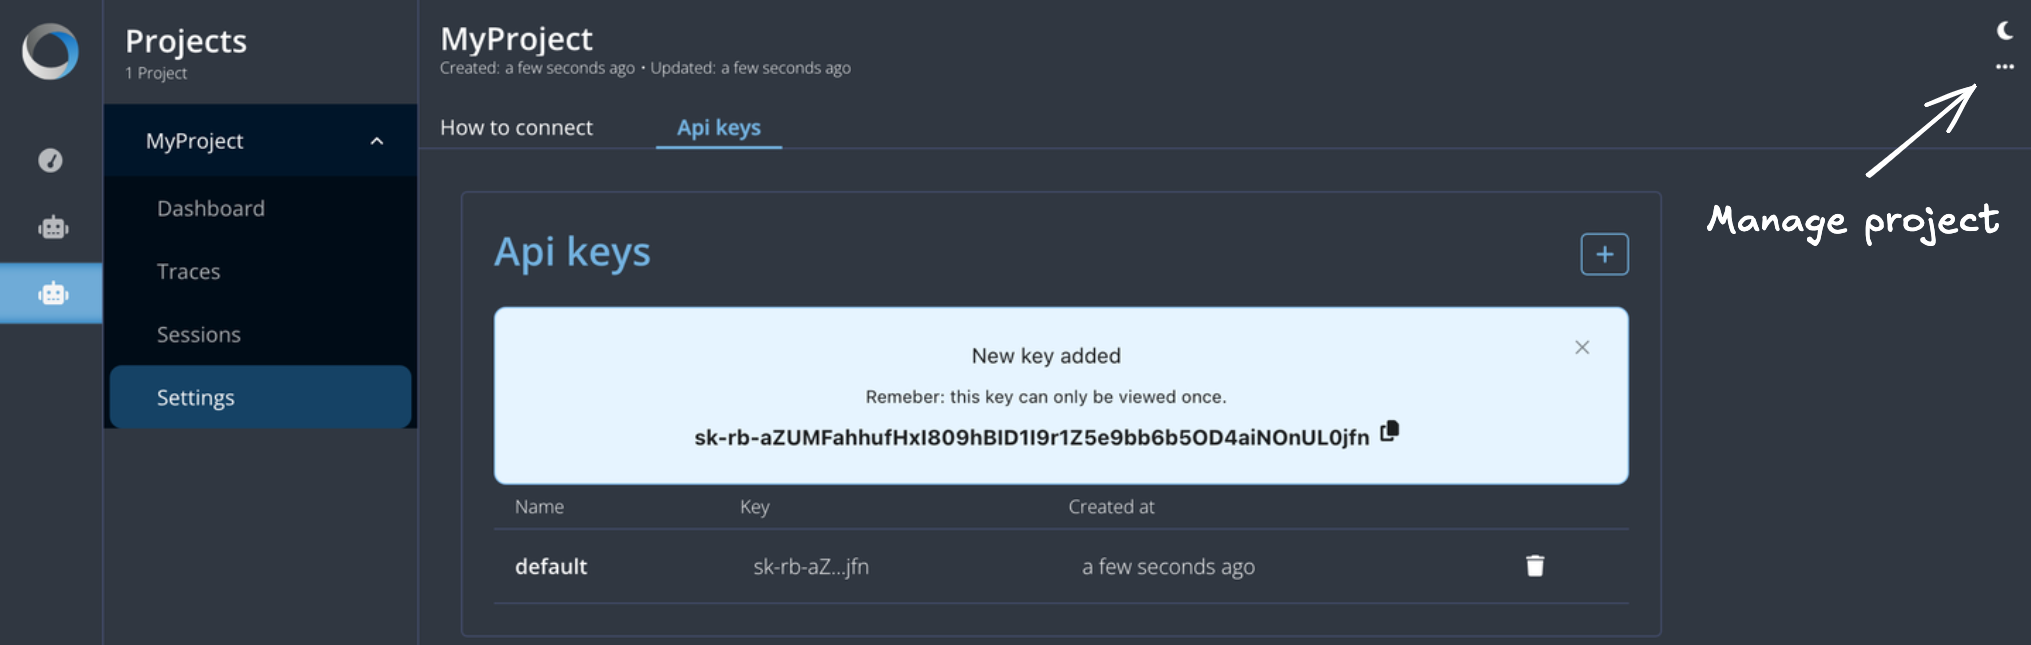 Projects
1 Project
MyProject
Dashboard
Traces
Sessions
Settings
MyProject
Created: a few seconds ago • Updated: a few seconds ago
How to connect
Api keys
Manage project
Api keys
New key added
Remeber: this key can only be viewed once.
sk-rb-aZUMFahhufHxI809hBID1I9r1Z5e9bb6b5OD4aiNOnUL0jfn
Name Key Created at
default sk-rb-aZ...jfn a few seconds ago